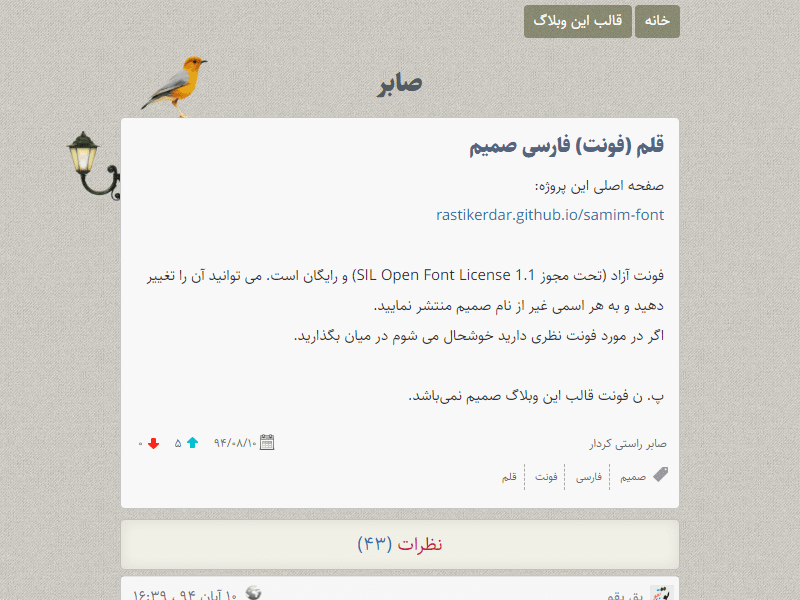 خانه
قالب این وبلاگ
صابر
قلم (فونت) فارسی صمیم
صفحه اصلی این پروژه:
rastikerdar.github.io/samim-font
فونت آزاد (تحت مجوز SIL Open Font License 1.1) و رایگان است. می توانید آن را تغییر
دهید و به هر اسمی غیر از نام صمیم منتشر نمایید.
اگر در مورد فونت نظری دارید خوشحال می شوم در میان بگذارید.
پ. ن فونت قالب این وبلاگ صمیم نمی‌باشد.
صابر راستی کردار
۹۴/۰۸/۱۰ ۵ ۰
صمیم فارسی فونت قلم
نظرات (۴۳)
بق بقو
۱۰ آبان ۹۴ ، ۱۶:۳۹